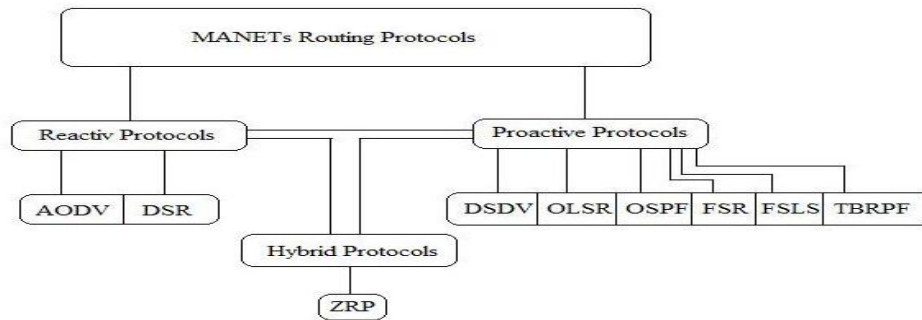 MANETs Routing Protocols
Reactiv Protocols
Proactive Protocols
AODV DSR
DSDV OLSR OSPF FSR FSLS TBRPF
Hybrid Protocols
ZRP